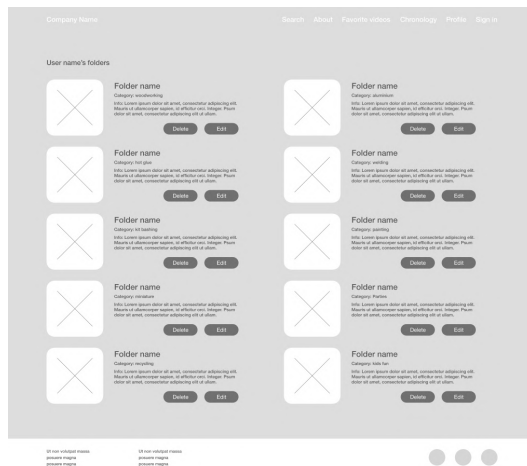 Company Name
Search About Favorite videos Chronology Profile Sign in
User name's folders
Folder name
Category: woodworking
Info: Lorem ipsum dolor sit amet, consectetur adipiscing elit.
Mauris ut ullamcorper sapien, id efficitur orci. Integer. Psum
dolor sit amet, consectetur adipiscing elit ut ullam.
Delete Edit
Folder name
Category: aluminium
Info: Lorem ipsum dolor sit amet, consectetur adipiscing elit.
Mauris ut ullamcorper sapien, id efficitur orci. Integer. Psum
dolor sit amet, consectetur adipiscing elit ut ullam.
Delete Edit
Folder name
Category: hot glue
Info: Lorem ipsum dolor sit amet, consectetur adipiscing elit.
Mauris ut ullamcorper sapien, id efficitur orci. Integer. Psum
dolor sit amet, consectetur adipiscing elit ut ullam.
Delete Edit
Folder name
Category: welding
Info: Lorem ipsum dolor sit amet, consectetur adipiscing elit.
Mauris ut ullamcorper sapien, id efficitur orci. Integer. Psum
dolor sit amet, consectetur adipiscing elit ut ullam.
Delete Edit
Folder name
Category: kit bashing
Info: Lorem ipsum dolor sit amet, consectetur adipiscing elit.
Mauris ut ullamcorper sapien, id efficitur orci. Integer. Psum
dolor sit amet, consectetur adipiscing elit ut ullam.
Delete Edit
Folder name
Category: painting
Info: Lorem ipsum dolor sit amet, consectetur adipiscing elit.
Mauris ut ullamcorper sapien, id efficitur orci. Integer. Psum
dolor sit amet, consectetur adipiscing elit ut ullam.
Delete Edit
Folder name
Category: miniature
Info: Lorem ipsum dolor sit amet, consectetur adipiscing elit.
Mauris ut ullamcorper sapien, id efficitur orci. Integer. Psum
dolor sit amet, consectetur adipiscing elit ut ullam.
Delete Edit
Folder name
Category: Parties
Info: Lorem ipsum dolor sit amet, consectetur adipiscing elit.
Mauris ut ullamcorper sapien, id efficitur orci. Integer. Psum
dolor sit amet, consectetur adipiscing elit ut ullam.
Delete Edit
Folder name
Category: recycling
Info: Lorem ipsum dolor sit amet, consectetur adipiscing elit.
Mauris ut ullamcorper sapien, id efficitur orci. Integer. Psum
dolor sit amet, consectetur adipiscing elit ut ullam.
Delete Edit
Folder name
Category: kids fun
Info: Lorem ipsum dolor sit amet, consectetur adipiscing elit.
Mauris ut ullamcorper sapien, id efficitur orci. Integer. Psum
dolor sit amet, consectetur adipiscing elit ut ullam.
Delete Edit
Ut non volutpat massa
posuere magna
posuere magna
Ut non volutpat massa
posuere magna
posuere magna